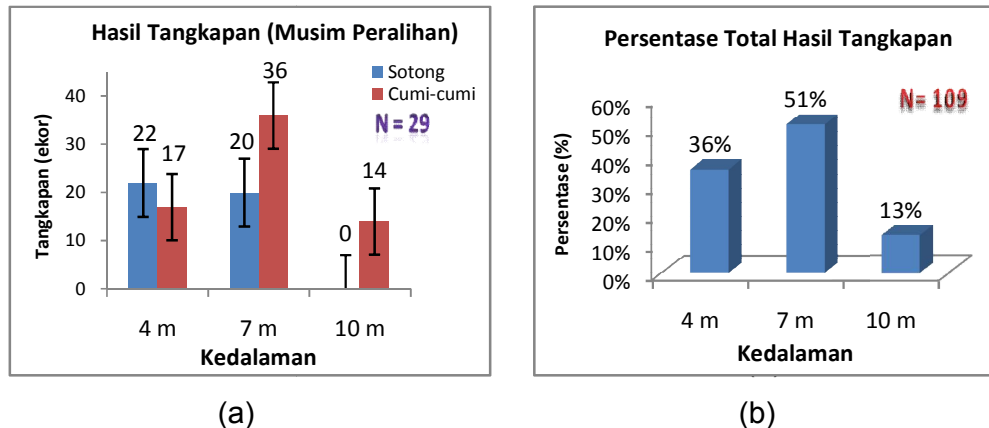 Hasil Tangkapan (Musim Peralihan)
Sotong
Cumi-cumi
N = 29
Tangkapan (ekor)
40
30
20
10
0
22
17
20
36
0
14
4 m
7 m
10 m
Kedalaman
(a)
Persentase Total Hasil Tangkapan
N= 109
Persentase (%)
60%
50%
40%
30%
20%
10%
0%
36%
51%
13%
4 m
7 m
10 m
Kedalaman
(b)